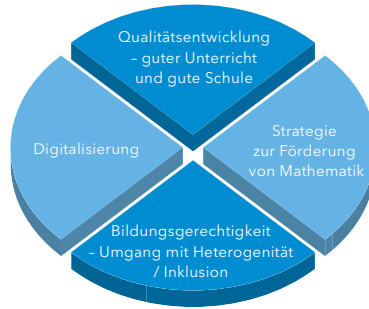 Qualitätsentwicklung
– guter Unterricht
und gute Schule
Digitalisierung
Strategie
zur Förderung
von Mathematik
Bildungsgerechtigkeit
– Umgang mit Heterogenität
/ Inklusion